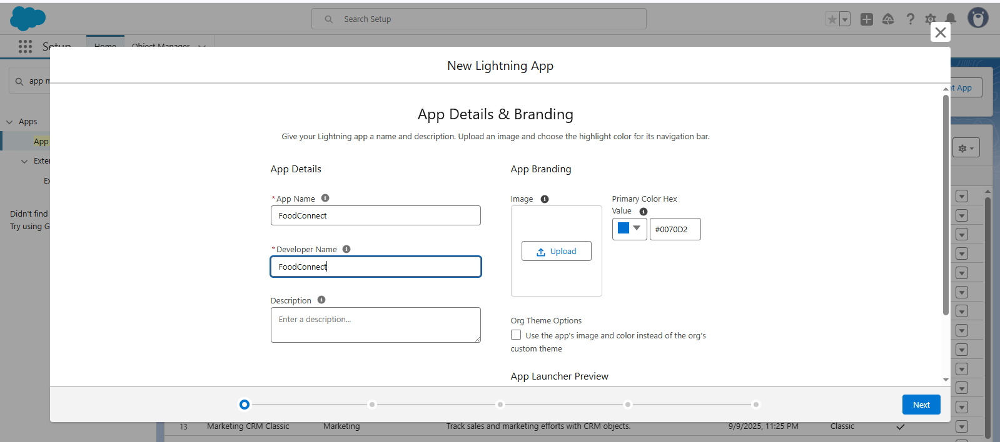 Search Setup
Setup
Home
Object Manager
New Lightning App
app m
t App
App Details & Branding
Give your Lightning app a name and description. Upload an image and choose the highlight color for its navigation bar.
Apps
App
Exter
Ex
Didn't find
Try using G
App Details
App Branding
*App Name
FoodConnect
Image
Primary Color Hex
Value
#0070D2
Upload
*Developer Name
FoodConnect
Description
Enter a description...
Org Theme Options
Use the app's image and color instead of the org's
custom theme
App Launcher Preview
Next
13 Marketing CRM Classic Marketing Track sales and marketing efforts with CRM objects. 9/9/2025, 11:25 PM Classic